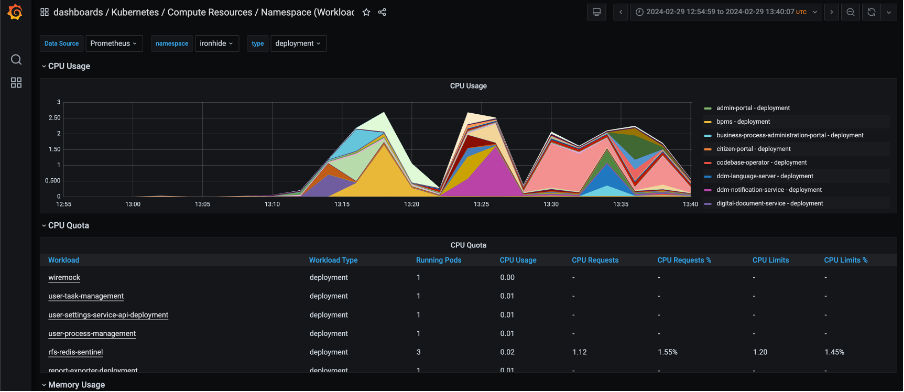 dashboards / Kubernetes / Compute Resources / Namespace (Workload
2024-02-29 12:54:59 to 2024-02-29 13:40:07 UTC
Data Source Prometheus namespace ironhide type deployment
CPU Usage
CPU Usage
3
2.50
2
1.50
1
0.500
0
12:55 13:00 13:05 13:10 13:15 13:20 13:25 13:30 13:35 13:40
admin-portal - deployment
bpms - deployment
business-process-administration-portal - deployment
citizen-portal - deployment
codebase-operator - deployment
ddm-language-server - deployment
ddm-notification-service - deployment
digital-document-service - deployment
CPU Quota
CPU Quota
Workload Workload Type Running Pods CPU Usage CPU Requests CPU Requests % CPU Limits CPU Limits %
wiremock deployment 1 0.00 - - - -
user-task-management deployment 1 0.01 - - - -
user-settings-service-api-deployment deployment 1 0.01 - - - -
user-process-management deployment 1 0.01 - - - -
rfs-redis-sentinel deployment 3 0.02 1.12 1.55% 1.20 1.45%
report-exporter-deployment deployment 1 0.01 - - - -
Memory Usage